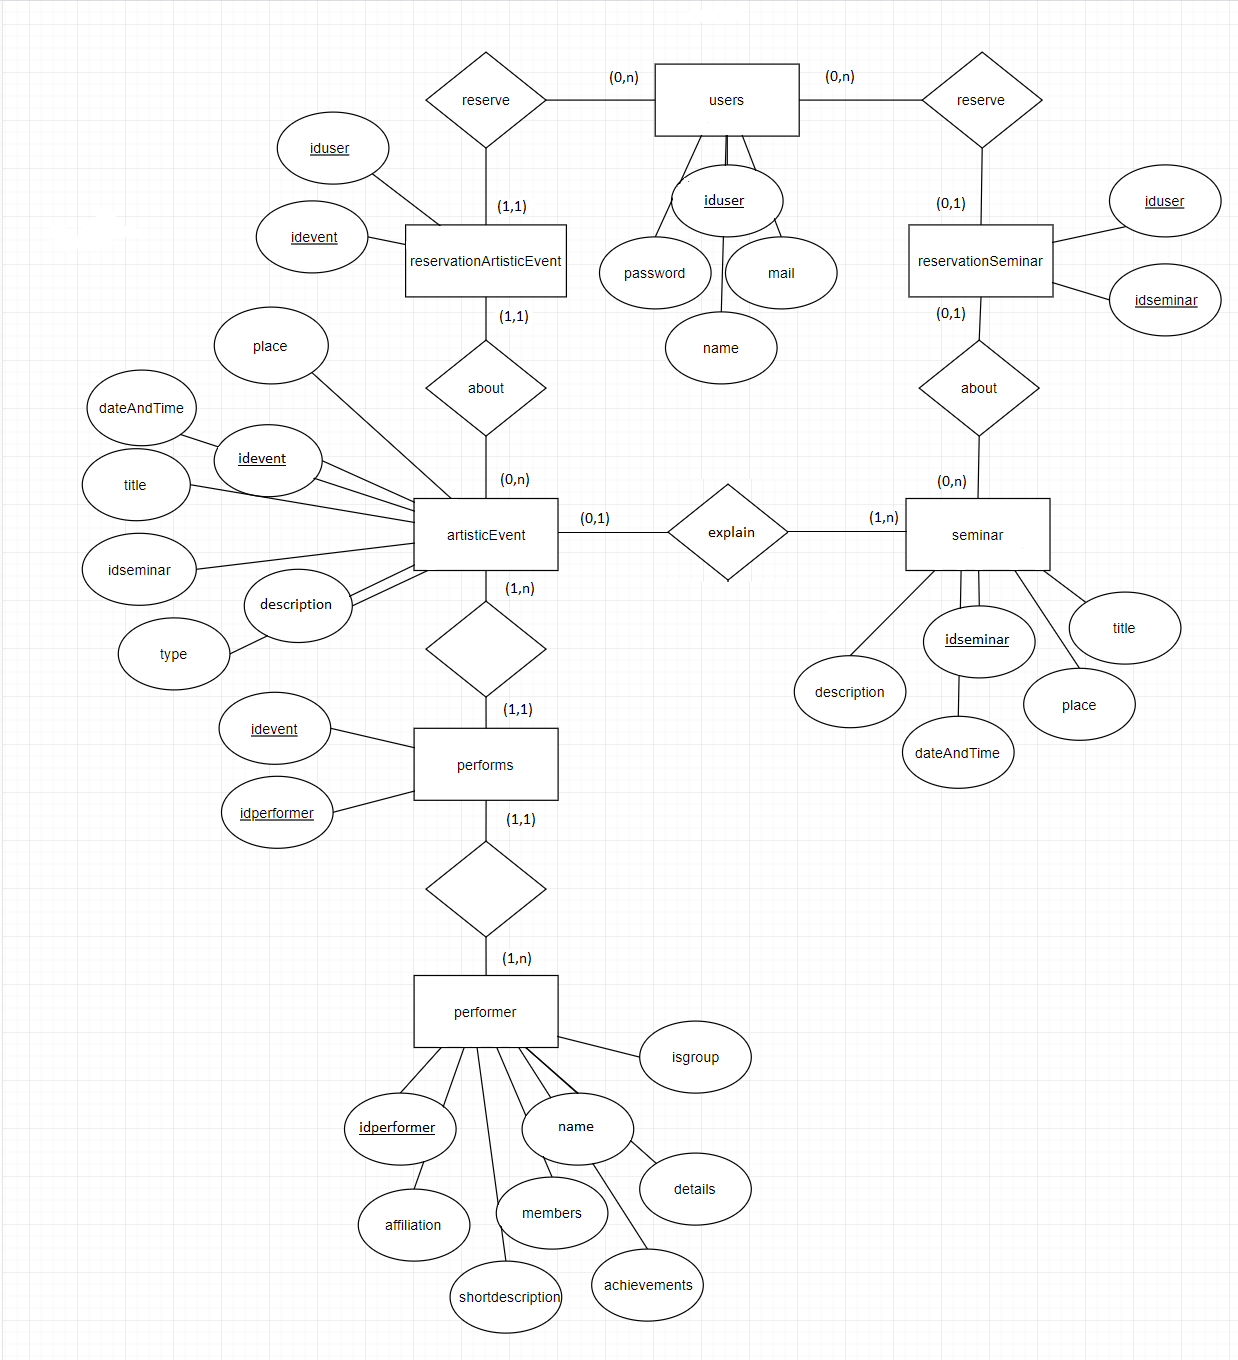 (0,n)
(0,n)
reserve
users
reserve
iduser
iduser
iduser
(1,1)
(0,1)
idevent
reservationArtisticEvent
password
mail
reservationSeminar
idseminar
(1,1)
(0,1)
place
name
about
about
dateAndTime
idevent
(0,n)
(0,n)
title
(0,1)
(1,n)
artisticEvent
explain
seminar
idseminar
(1,n)
description
type
idseminar
title
description
place
(1,1)
idevent
dateAndTime
performs
idperformer
(1,1)
(1,n)
performer
isgroup
idperformer
name
details
affiliation
members
shortdescription
achievements